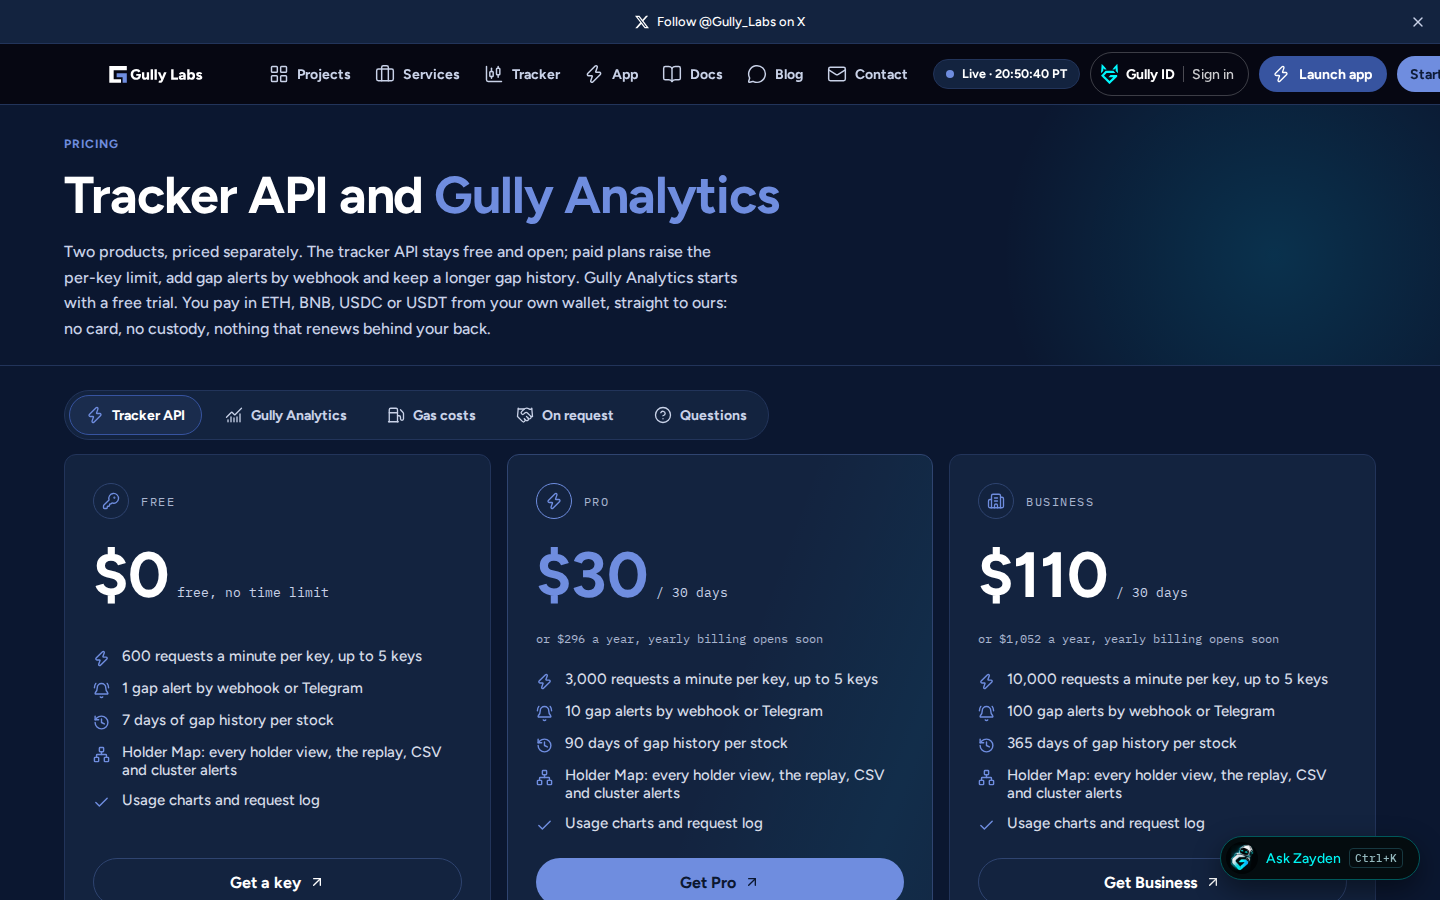 Follow @Gully_Labs on X
Gully Labs
Projects
Services
Tracker
App
Docs
Blog
Contact
Live · 20:50:40 PT
Gully ID
Sign in
Launch app
Start
PRICING
Tracker API and Gully Analytics
Two products, priced separately. The tracker API stays free and open; paid plans raise the
per-key limit, add gap alerts by webhook and keep a longer gap history. Gully Analytics starts
with a free trial. You pay in ETH, BNB, USDC or USDT from your own wallet, straight to ours:
no card, no custody, nothing that renews behind your back.
Tracker API
Gully Analytics
Gas costs
On request
Questions
FREE
$0 free, no time limit
600 requests a minute per key, up to 5 keys
1 gap alert by webhook or Telegram
7 days of gap history per stock
Holder Map: every holder view, the replay, CSV
and cluster alerts
Usage charts and request log
Get a key
PRO
$30 / 30 days
or $296 a year, yearly billing opens soon
3,000 requests a minute per key, up to 5 keys
10 gap alerts by webhook or Telegram
90 days of gap history per stock
Holder Map: every holder view, the replay, CSV
and cluster alerts
Usage charts and request log
Get Pro
BUSINESS
$110 / 30 days
or $1,052 a year, yearly billing opens soon
10,000 requests a minute per key, up to 5 keys
100 gap alerts by webhook or Telegram
365 days of gap history per stock
Holder Map: every holder view, the replay, CSV
and cluster alerts
Usage charts and request log
Get Business
Ask Zayden Ctrl+K